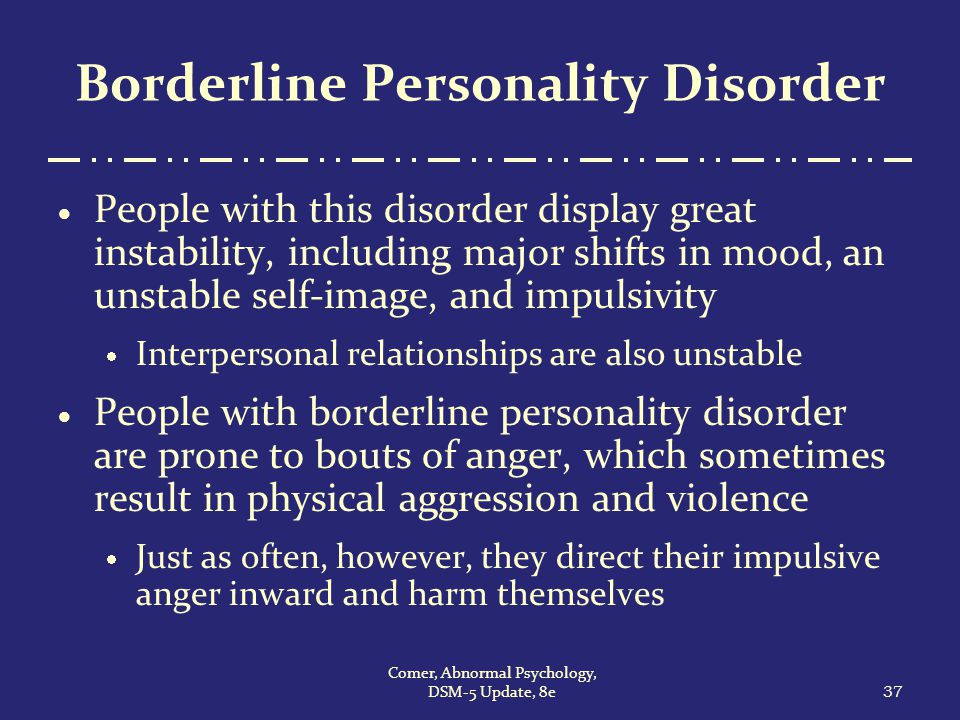 Borderline Personality Disorder
• People with this disorder display great
instability, including major shifts in mood, an
unstable self-image, and impulsivity
• Interpersonal relationships are also unstable
• People with borderline personality disorder
are prone to bouts of anger, which sometimes
result in physical aggression and violence
• Just as often, however, they direct their impulsive
anger inward and harm themselves
Comer, Abnormal Psychology,
DSM-5 Update, 8e
37